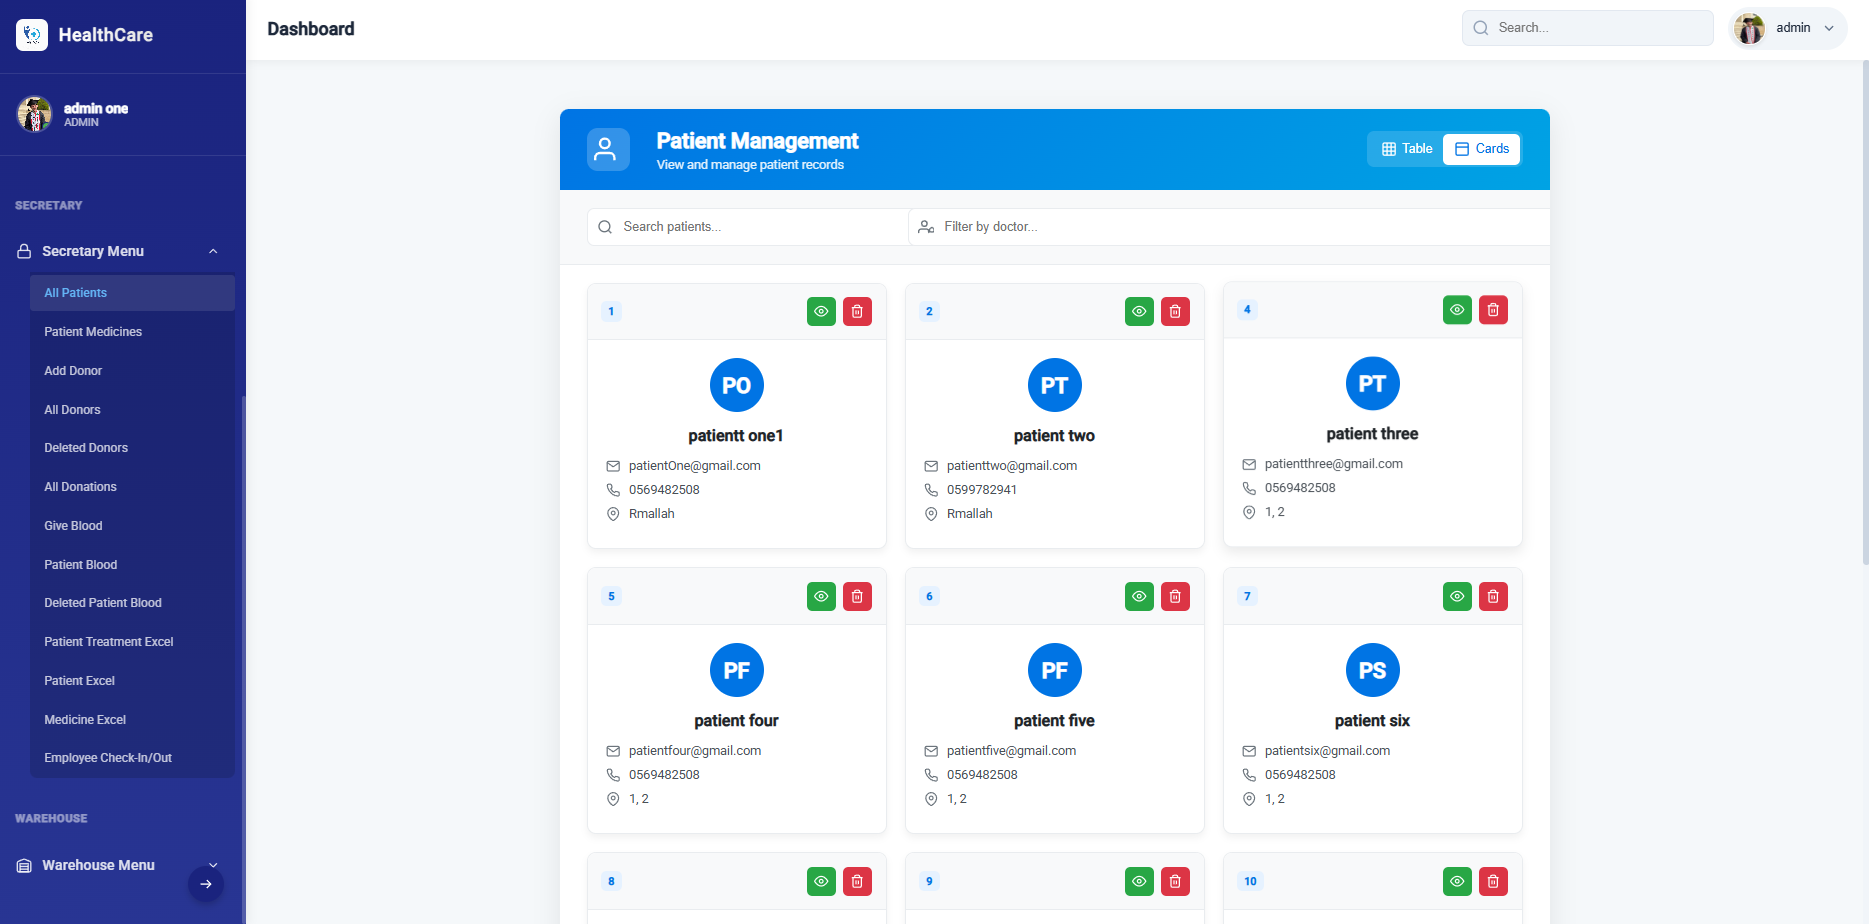 HealthCare
Dashboard
Search...
admin
admin one
ADMIN
SECRETARY
Secretary Menu
All Patients
Patient Medicines
Add Donor
All Donors
Deleted Donors
All Donations
Give Blood
Patient Blood
Deleted Patient Blood
Patient Treatment Excel
Patient Excel
Medicine Excel
Employee Check-In/Out
WAREHOUSE
Warehouse Menu
Patient Management
View and manage patient records
Table
Cards
Search patients...
Filter by doctor...
1
PO
patientt one1
patientOne@gmail.com
0569482508
Rmallah
2
PT
patient two
patienttwo@gmail.com
0599782941
Rmallah
4
PT
patient three
patientthree@gmail.com
0569482508
1, 2
5
PF
patient four
patientfour@gmail.com
0569482508
1, 2
6
PF
patient five
patientfive@gmail.com
0569482508
1, 2
7
PS
patient six
patientsix@gmail.com
0569482508
1, 2
8
9
10